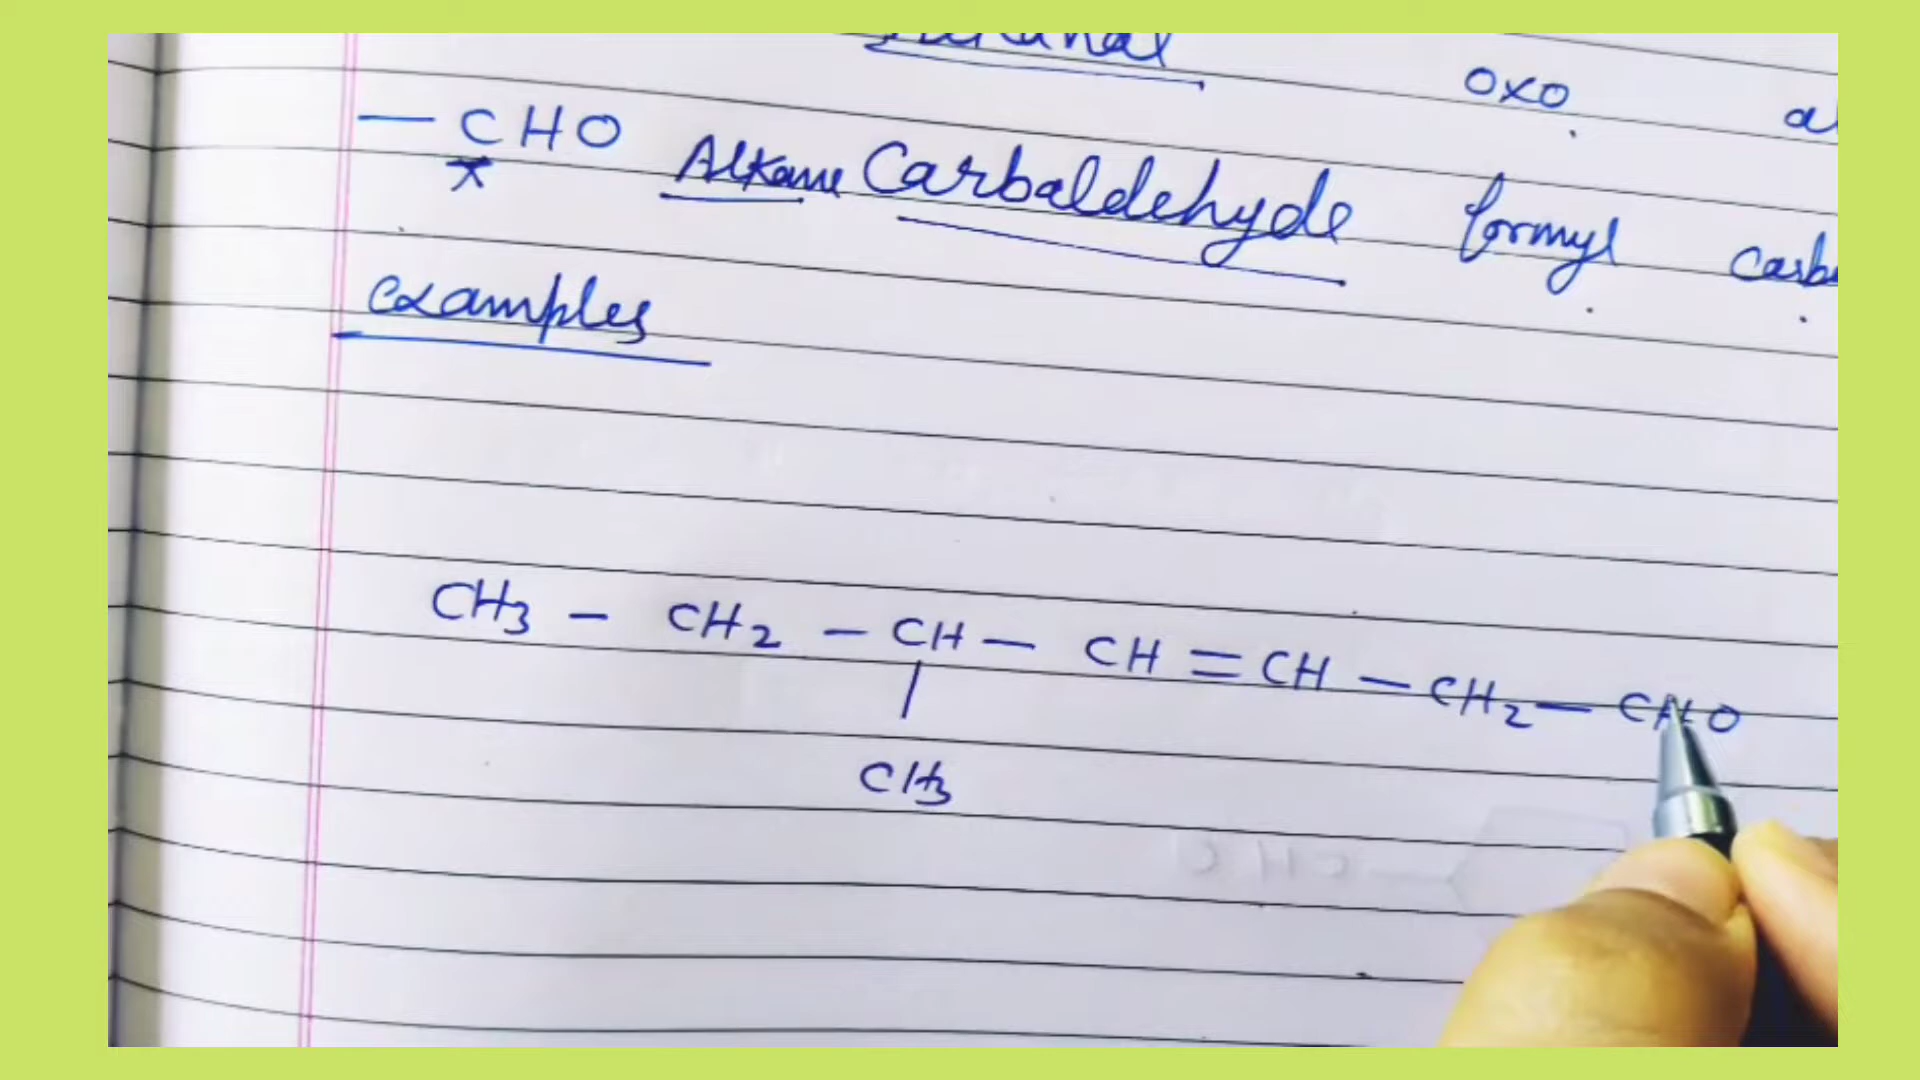 oxo
— CHO Alkane Carbaldehyde formyl
examples
CH3 – CH2 – CH – CH = CH – CH2 – CHO
|
CH3